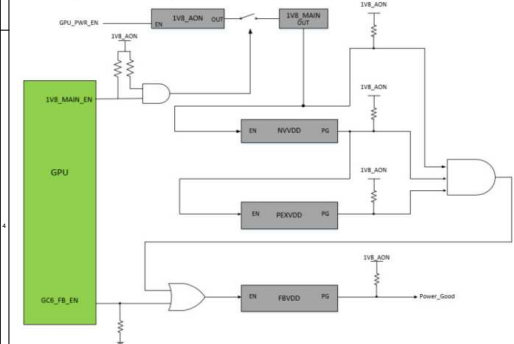 1V8_AON
GPU_PWR_EN
EN
1V8_AON
OUT
1V8_MAIN
OUT
1V8_AON
1V8_MAIN_EN
1V8_AON
EN
NVVDD
PG
GPU
1V8_AON
EN
PEXVDD
PG
4
1V8_AON
GC6_FB_EN
EN
FBVDD
PG
Power_Good